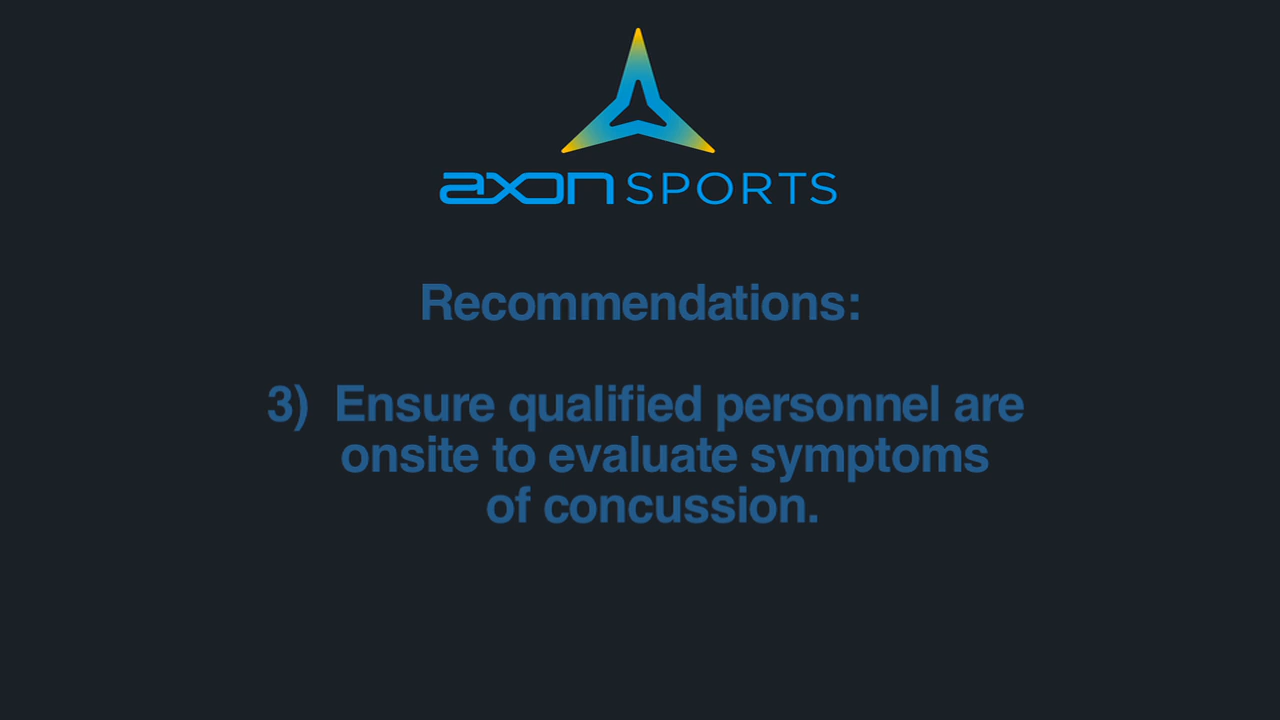 axon SPORTS
Recommendations:
3) Ensure qualified personnel are
onsite to evaluate symptoms
of concussion.